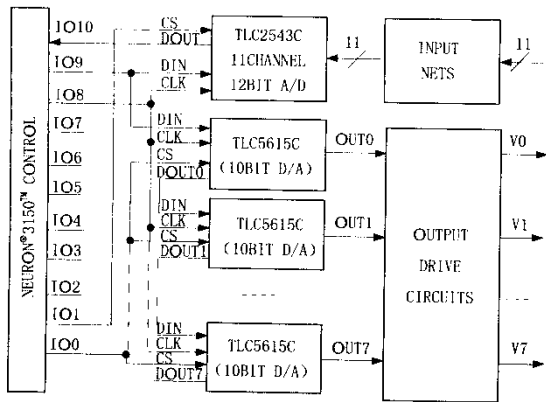 NEURON®3150™ CONTROL
IO10
IO9
IO8
IO7
IO6
IO5
IO4
IO3
IO2
IO1
IO0
CS
DOUT
DIN
CLK
TLC2543C
11CHANNEL
12BIT A/D
11
INPUT
NETS
11
DIN
CLK
CS
DOUT0
TLC5615C
(10BIT D/A)
OUT0
DIN
CLK
CS
DOUT1
TLC5615C
(10BIT D/A)
OUT1
DIN
CLK
CS
DOUT7
TLC5615C
(10BIT D/A)
OUT7
OUTPUT
DRIVE
CIRCUITS
V0
V1
V7